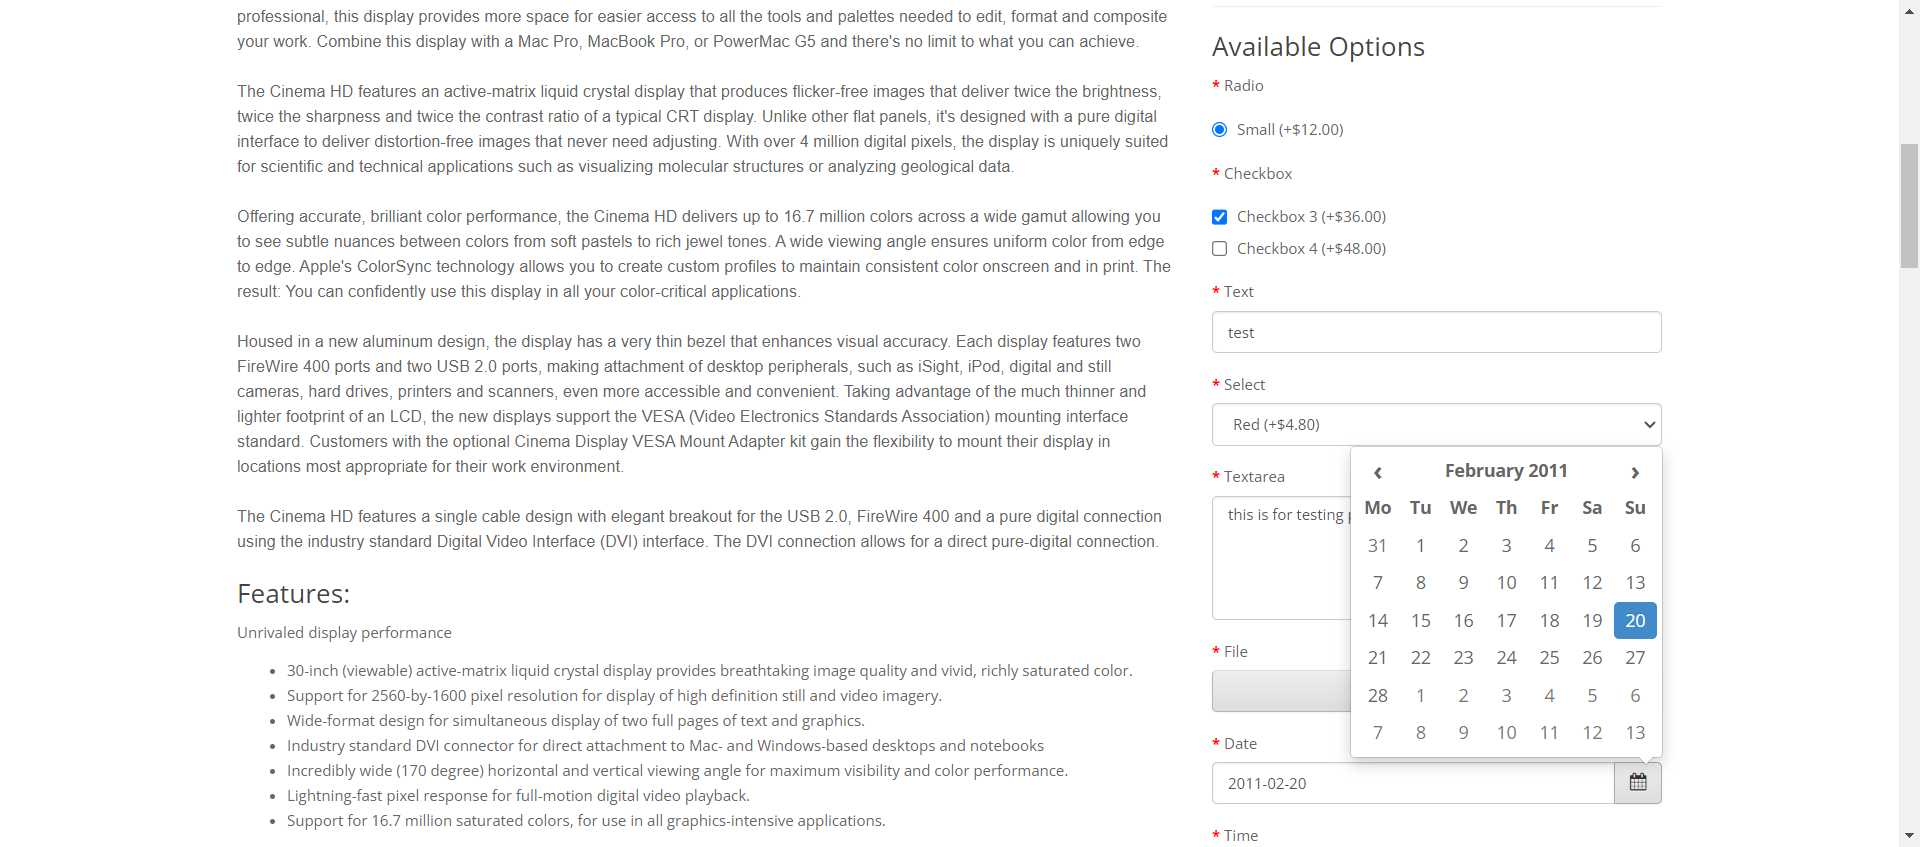 professional, this display provides more space for easier access to all the tools and palettes needed to edit, format and composite
your work. Combine this display with a Mac Pro, MacBook Pro, or PowerMac G5 and there's no limit to what you can achieve.
The Cinema HD features an active-matrix liquid crystal display that produces flicker-free images that deliver twice the brightness,
twice the sharpness and twice the contrast ratio of a typical CRT display. Unlike other flat panels, it's designed with a pure digital
interface to deliver distortion-free images that never need adjusting. With over 4 million digital pixels, the display is uniquely suited
for scientific and technical applications such as visualizing molecular structures or analyzing geological data.
Offering accurate, brilliant color performance, the Cinema HD delivers up to 16.7 million colors across a wide gamut allowing you
to see subtle nuances between colors from soft pastels to rich jewel tones. A wide viewing angle ensures uniform color from edge
to edge. Apple's ColorSync technology allows you to create custom profiles to maintain consistent color onscreen and in print. The
result: You can confidently use this display in all your color-critical applications.
Housed in a new aluminum design, the display has a very thin bezel that enhances visual accuracy. Each display features two
FireWire 400 ports and two USB 2.0 ports, making attachment of desktop peripherals, such as iSight, iPod, digital and still
cameras, hard drives, printers and scanners, even more accessible and convenient. Taking advantage of the much thinner and
lighter footprint of an LCD, the new displays support the VESA (Video Electronics Standards Association) mounting interface
standard. Customers with the optional Cinema Display VESA Mount Adapter kit gain the flexibility to mount their display in
locations most appropriate for their work environment.
The Cinema HD features a single cable design with elegant breakout for the USB 2.0, FireWire 400 and a pure digital connection
using the industry standard Digital Video Interface (DVI) interface. The DVI connection allows for a direct pure-digital connection.
Features:
Unrivaled display performance
• 30-inch (viewable) active-matrix liquid crystal display provides breathtaking image quality and vivid, richly saturated color.
• Support for 2560-by-1600 pixel resolution for display of high definition still and video imagery.
• Wide-format design for simultaneous display of two full pages of text and graphics.
• Industry standard DVI connector for direct attachment to Mac- and Windows-based desktops and notebooks
• Incredibly wide (170 degree) horizontal and vertical viewing angle for maximum visibility and color performance.
• Lightning-fast pixel response for full-motion digital video playback.
• Support for 16.7 million saturated colors, for use in all graphics-intensive applications.
Available Options
* Radio
Small (+$12.00)
* Checkbox
Checkbox 3 (+$36.00)
Checkbox 4 (+$48.00)
* Text
test
* Select
Red (+$4.80)
* Textarea
this is for testing
‹ February 2011 ›
Mo Tu We Th Fr Sa Su
31 1 2 3 4 5 6
7 8 9 10 11 12 13
14 15 16 17 18 19 20
21 22 23 24 25 26 27
28 1 2 3 4 5 6
7 8 9 10 11 12 13
* File
* Date
2011-02-20
* Time